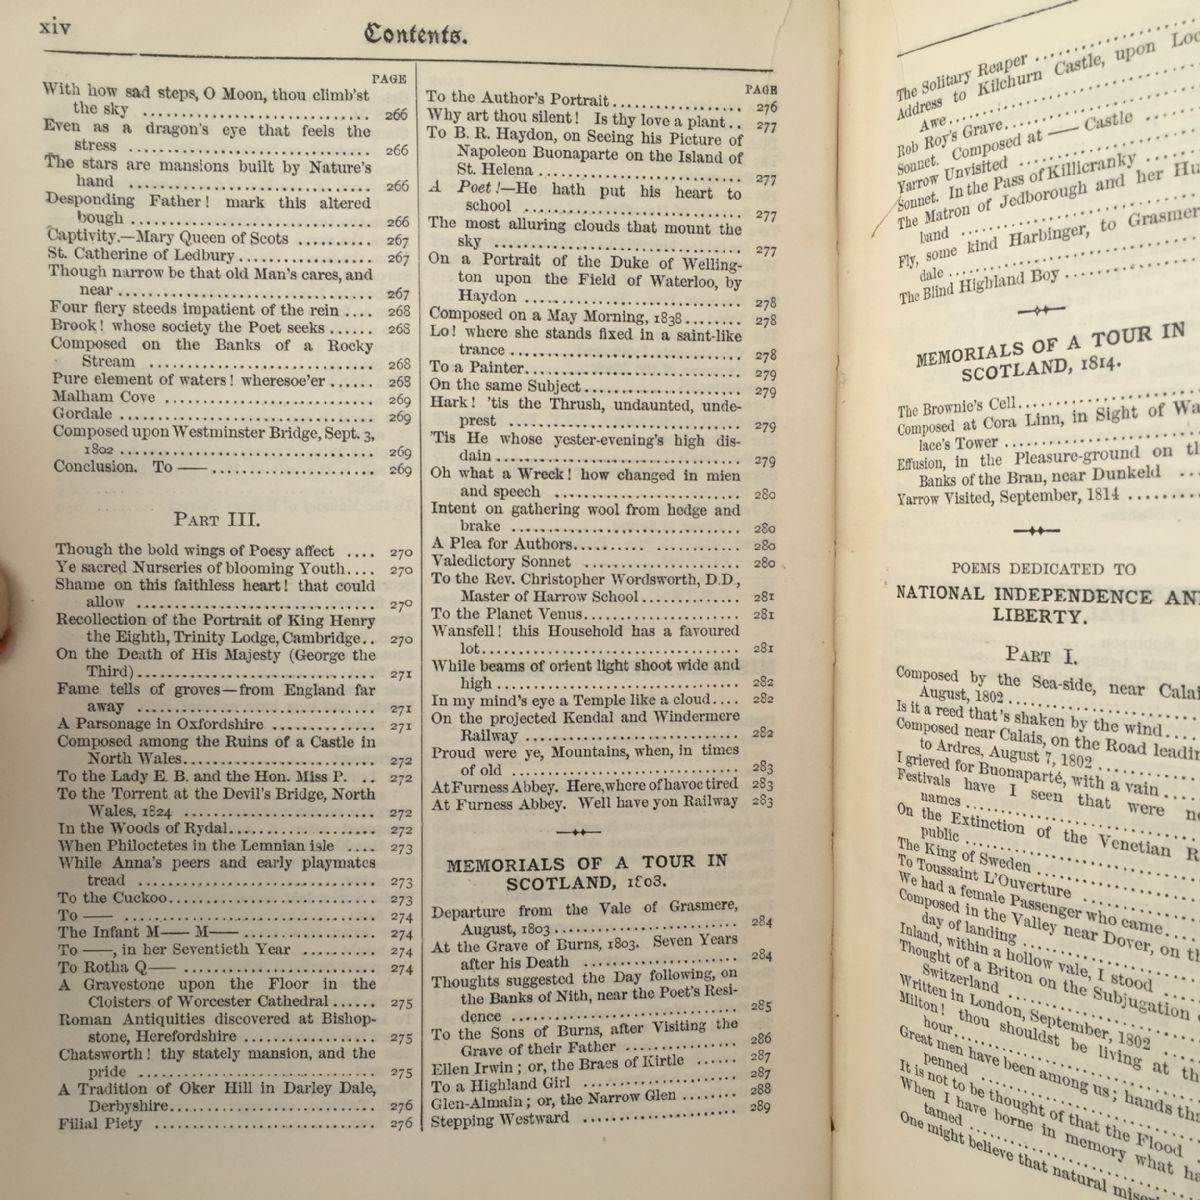 xiv
Contents.
PAGE
With how sad steps, O Moon, thou climb'st
the sky .......... 266
Even as a dragon's eye that feels the
stress .......... 266
The stars are mansions built by Nature's
hand .......... 266
Desponding Father! mark this altered
bough .......... 266
Captivity.—Mary Queen of Scots .......... 267
St. Catherine of Ledbury .......... 267
Though narrow be that old Man's cares, and
near .......... 267
Four fiery steeds impatient of the rein .... 268
Brook! whose society the Poet seeks ...... 268
Composed on the Banks of a Rocky
Stream .......... 268
Pure element of waters! wheresoe'er ...... 268
Malham Cove .......... 269
Gordale .......... 269
Composed upon Westminster Bridge, Sept. 3,
1802 .......... 269
Conclusion. To —— .......... 269
PART III.
Though the bold wings of Poesy affect .... 270
Ye sacred Nurseries of blooming Youth.... 270
Shame on this faithless heart! that could
allow .......... 270
Recollection of the Portrait of King Henry
the Eighth, Trinity Lodge, Cambridge.. 270
On the Death of His Majesty (George the
Third) .......... 271
Fame tells of groves—from England far
away .......... 271
A Parsonage in Oxfordshire .......... 271
Composed among the Ruins of a Castle in
North Wales .......... 272
To the Lady E. B. and the Hon. Miss P. .. 272
To the Torrent at the Devil's Bridge, North
Wales, 1824 .......... 272
In the Woods of Rydal .......... 272
When Philoctetes in the Lemnian isle .... 273
While Anna's peers and early playmates
tread .......... 273
To the Cuckoo .......... 273
To —— .......... 274
The Infant M—— M—— .......... 274
To ——, in her Seventieth Year .......... 274
To Rotha Q—— .......... 274
A Gravestone upon the Floor in the
Cloisters of Worcester Cathedral ...... 275
Roman Antiquities discovered at Bishop-
stone, Herefordshire .......... 275
Chatsworth! thy stately mansion, and the
pride .......... 275
A Tradition of Oker Hill in Darley Dale,
Derbyshire .......... 276
Filial Piety .......... 276
PAGE
To the Author's Portrait .......... 276
Why art thou silent! Is thy love a plant.. 277
To B. R. Haydon, on Seeing his Picture of
Napoleon Buonaparte on the Island of
St. Helena .......... 277
A Poet!—He hath put his heart to
school .......... 277
The most alluring clouds that mount the
sky .......... 277
On a Portrait of the Duke of Welling-
ton upon the Field of Waterloo, by
Haydon .......... 278
Composed on a May Morning, 1838........ 278
Lo! where she stands fixed in a saint-like
trance .......... 278
To a Painter .......... 279
On the same Subject .......... 279
Hark! 'tis the Thrush, undaunted, unde-
prest .......... 279
'Tis He whose yester-evening's high dis-
dain .......... 279
Oh what a Wreck! how changed in mien
and speech .......... 280
Intent on gathering wool from hedge and
brake .......... 280
A Plea for Authors .......... 280
Valedictory Sonnet .......... 280
To the Rev. Christopher Wordsworth, D.D.,
Master of Harrow School .......... 281
To the Planet Venus .......... 281
Wansfell! this Household has a favoured
lot .......... 281
While beams of orient light shoot wide and
high .......... 282
In my mind's eye a Temple like a cloud.... 282
On the projected Kendal and Windermere
Railway .......... 282
Proud were ye, Mountains, when, in times
of old .......... 283
At Furness Abbey. Here, where of havoc tired 283
At Furness Abbey. Well have yon Railway 283
MEMORIALS OF A TOUR IN
SCOTLAND, 1803.
Departure from the Vale of Grasmere,
August, 1803 .......... 284
At the Grave of Burns, 1803. Seven Years
after his Death .......... 284
Thoughts suggested the Day following, on
the Banks of Nith, near the Poet's Resi-
dence .......... 285
To the Sons of Burns, after Visiting the
Grave of their Father .......... 286
Ellen Irwin; or, the Braes of Kirtle ...... 287
To a Highland Girl .......... 287
Glen-Almain; or, the Narrow Glen ........ 288
Stepping Westward .......... 289
The Solitary Reaper ..........
Address to Kilchurn Castle, upon Loc
Awe ..........
Rob Roy's Grave ..........
Sonnet. Composed at —— Castle ......
Yarrow Unvisited ..........
Sonnet. In the Pass of Killicranky ......
The Matron of Jedborough and her Hu
band ..........
Fly, some kind Harbinger, to Grasmer
dale ..........
The Blind Highland Boy ..........
MEMORIALS OF A TOUR IN
SCOTLAND, 1814.
The Brownie's Cell ..........
Composed at Cora Linn, in Sight of Wa
lace's Tower ..........
Effusion, in the Pleasure-ground on th
Banks of the Bran, near Dunkeld ...
Yarrow Visited, September, 1814 ..........
POEMS DEDICATED TO
NATIONAL INDEPENDENCE AN
LIBERTY.
PART I.
Composed by the Sea-side, near Calai
August, 1802 ..........
Is it a reed that's shaken by the wind....
Composed near Calais, on the Road leadin
to Ardres, August 7, 1802 ..........
I grieved for Buonaparté, with a vain ....
Festivals have I seen that were n
names ..........
On the Extinction of the Venetian R
public ..........
The King of Sweden ..........
To Toussaint L'Ouverture ..........
We had a female Passenger who came....
Composed in the Valley near Dover, on th
day of landing ..........
Inland, within a hollow vale, I stood ....
Thought of a Briton on the Subjugation
Switzerland ..........
Written in London, September, 1802 ....
Milton! thou shouldst be living at th
hour ..........
Great men have been among us; hands tha
penned ..........
It is not to be thought of that the Flood ..
When I have borne in memory what ha
tamed ..........
One might believe that natural